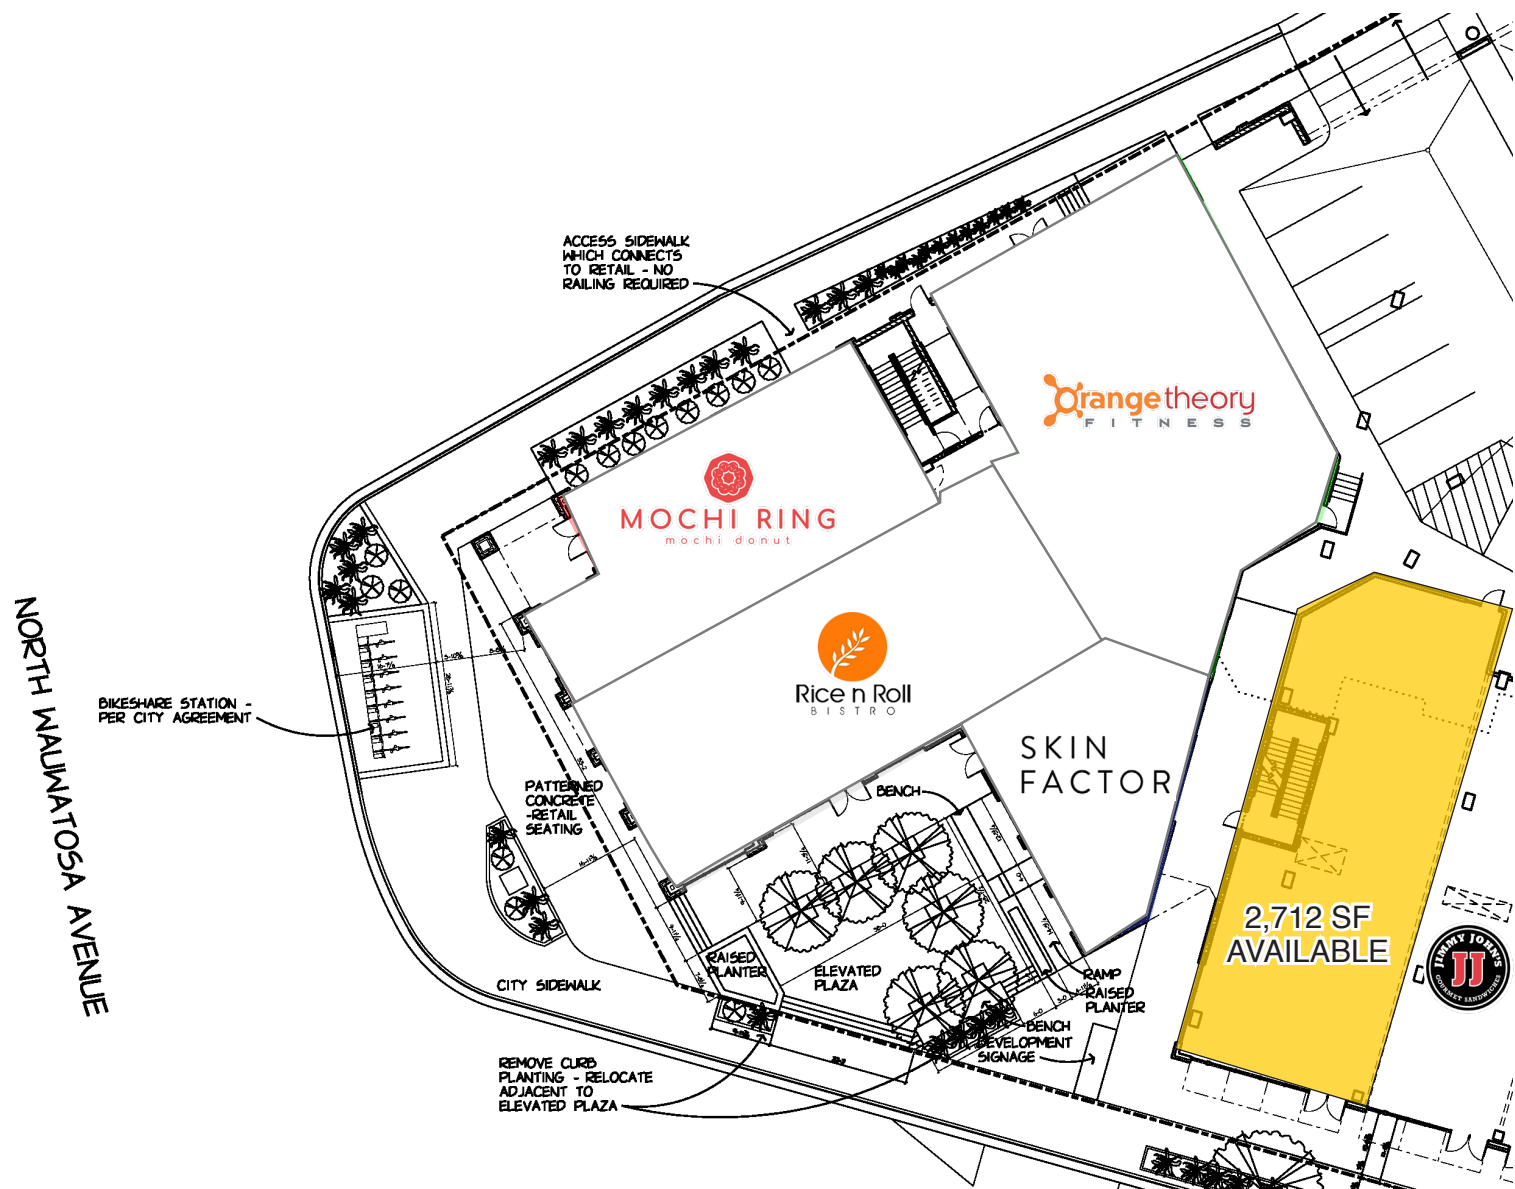 ACCESS SIDEWALK
WHICH CONNECTS
TO RETAIL - NO
RAILING REQUIRED
orangetheory
FITNESS
MOCHI RING
mochi donut
NORTH WAUWATOSA AVENUE
BIKESHARE STATION -
PER CITY AGREEMENT
Rice n Roll
BISTRO
SKIN
FACTOR
PATTERNED
CONCRETE
-RETAIL
SEATING
BENCH
2,712 SF
AVAILABLE
JIMMY JOHN'S
JJ
GOURMET SANDWICHES
RAISED
PLANTER
ELEVATED
PLAZA
RAMP
RAISED
PLANTER
CITY SIDEWALK
BENCH
DEVELOPMENT
SIGNAGE
REMOVE CURB
PLANTING - RELOCATE
ADJACENT TO
ELEVATED PLAZA